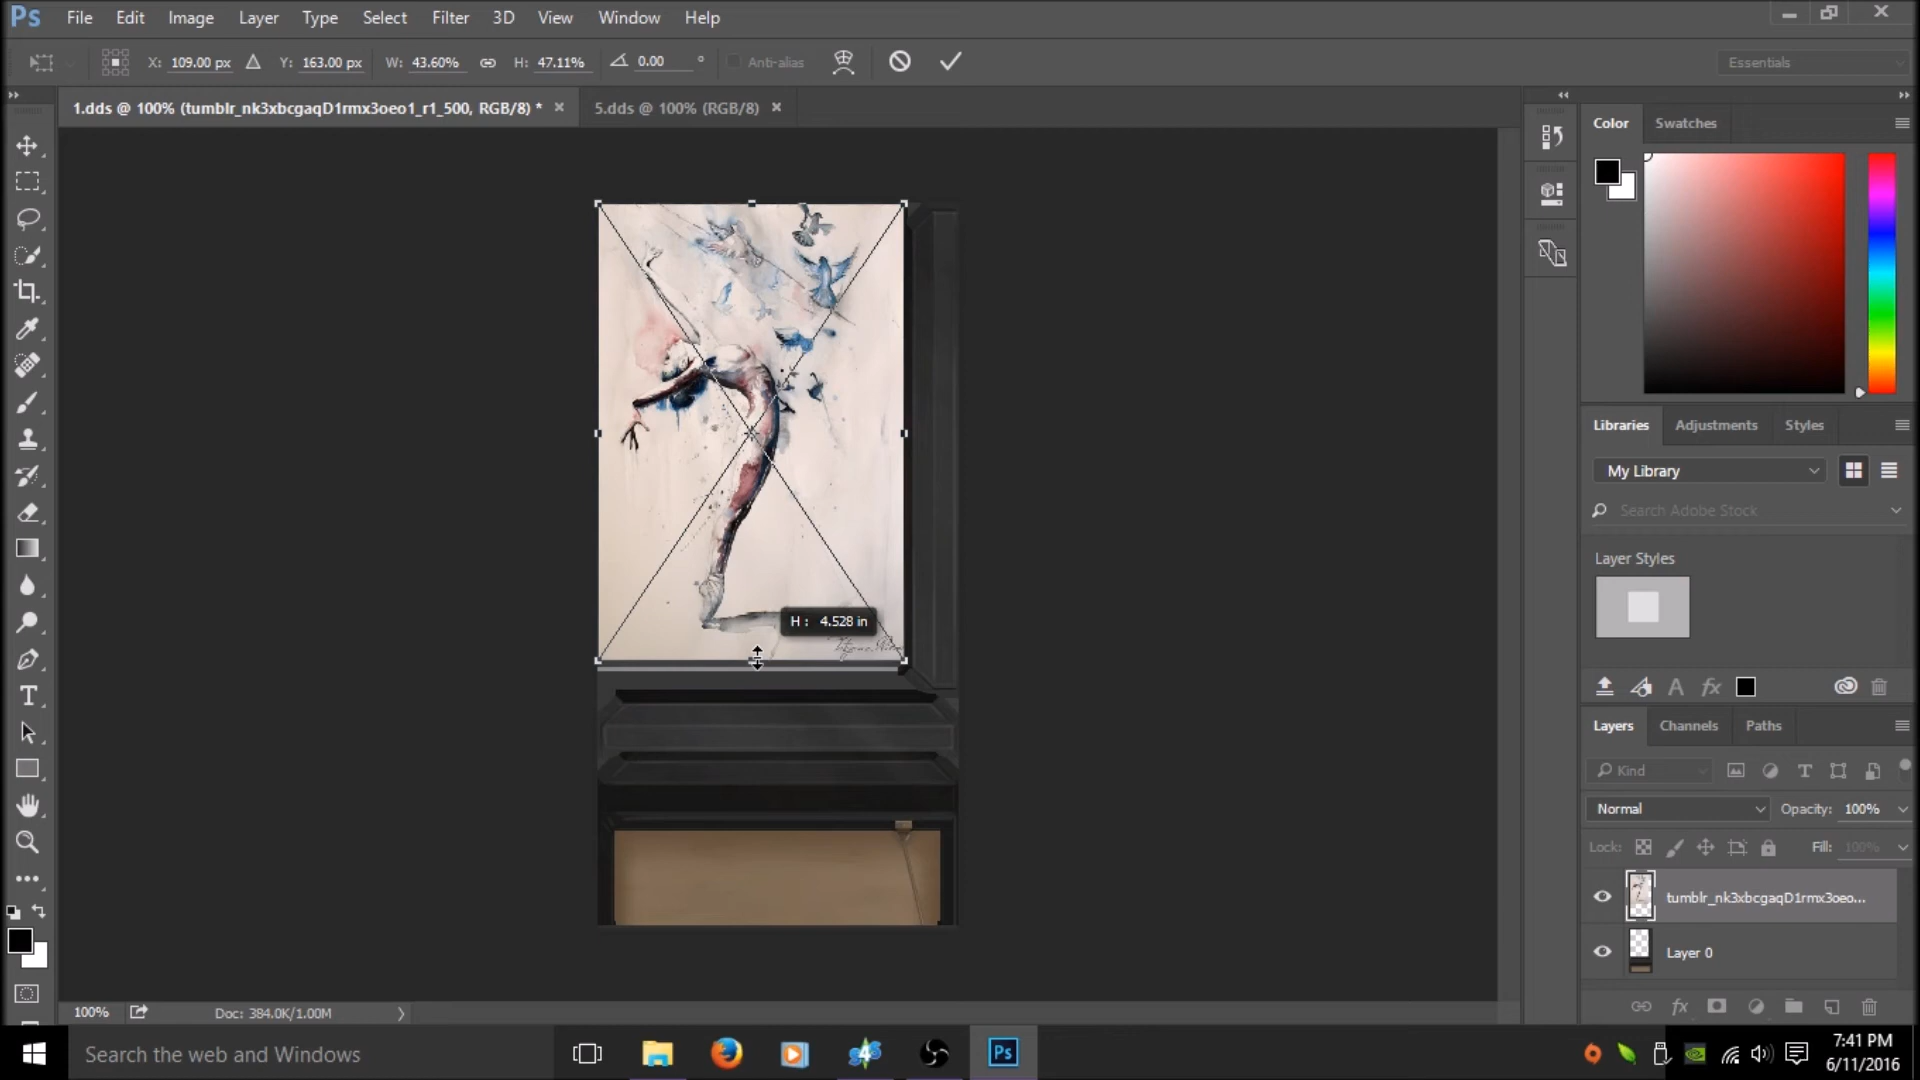 Ps File Edit Image Layer Type Select Filter 3D View Window Help
X: 109.00 px Y: 163.00 px W: 43.60% H: 47.11% 0.00 ° Anti-alias Essentials
1.dds @ 100% (tumblr_nk3xbcgaqD1rmx3oeo1_r1_500, RGB/8) * × 5.dds @ 100% (RGB/8) ×
Color Swatches
Libraries Adjustments Styles
My Library
Search Adobe Stock
Layer Styles
H : 4.528 in
Layers Channels Paths
Kind
Normal Opacity: 100%
Lock: Fill: 100%
tumblr_nk3xbcgaqD1rmx3oeo...
Layer 0
100% Doc: 384.0K/1.00M
Search the web and Windows
Ps
7:41 PM
6/11/2016